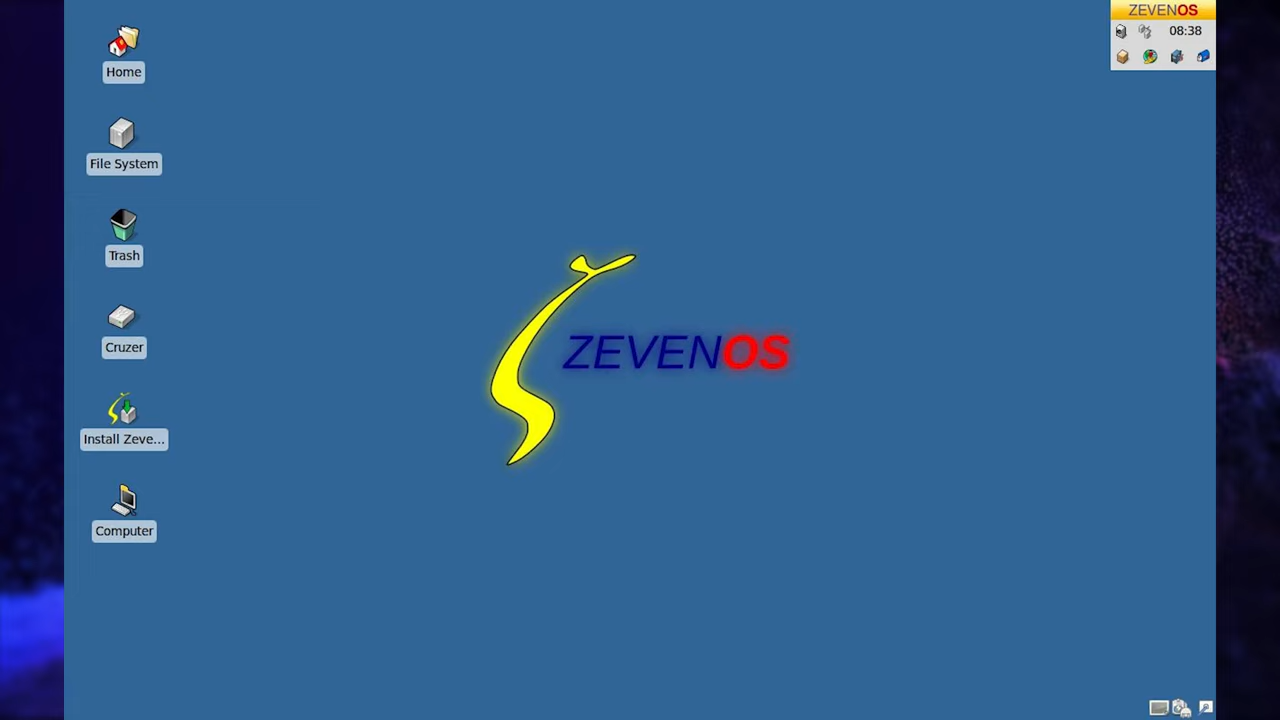 ZEVENOS
08:38
Home
File System
Trash
Cruzer
Install Zeve...
Computer
ZEVENOS